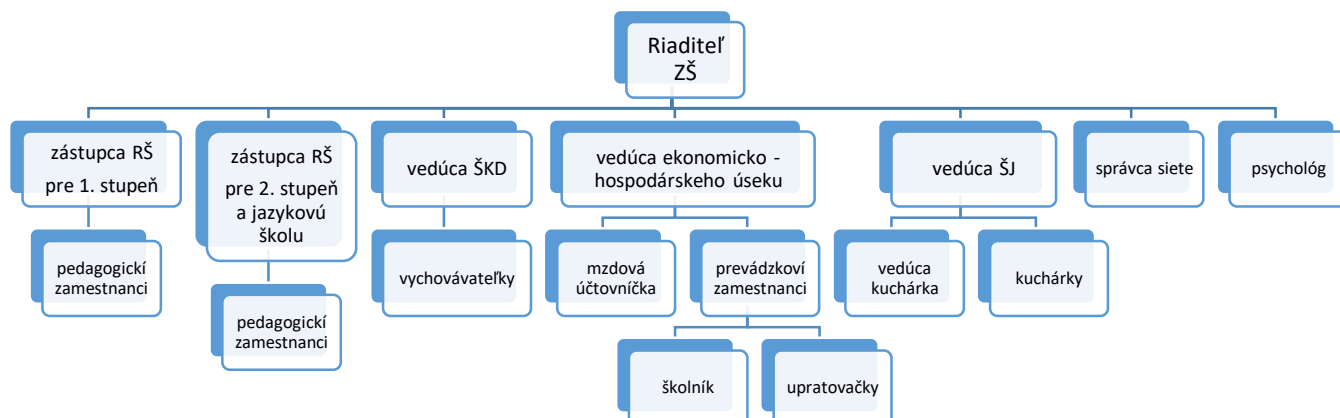 Riaditeľ
ZŠ
zástupca RŠ
pre 1. stupeň
zástupca RŠ
pre 2. stupeň
a jazykovú
školu
vedúca ŠKD
vedúca ekonomicko -
hospodárskeho úseku
vedúca ŠJ
správca siete
psychológ
pedagogickí
zamestnanci
pedagogickí
zamestnanci
vychovávateľky
mzdová
účtovníčka
prevádzkoví
zamestnanci
vedúca
kuchárka
kuchárky
školník
upratovačky